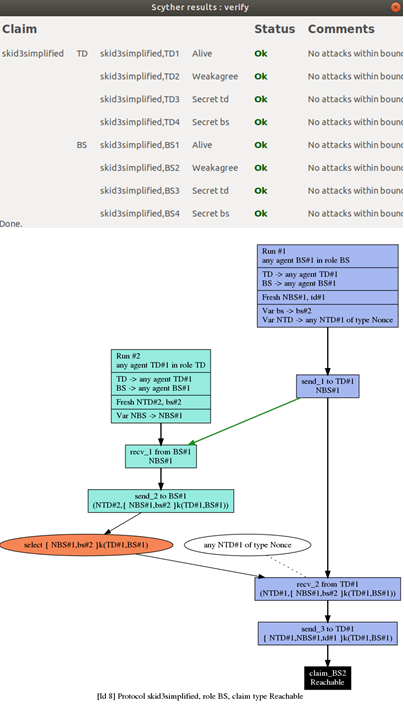 Scyther results : verify
Claim Status Comments
skid3simplified TD skid3simplified,TD1 Alive Ok No attacks within bounc
skid3simplified,TD2 Weakagree Ok No attacks within bounc
skid3simplified,TD3 Secret td Ok No attacks within bounc
skid3simplified,TD4 Secret bs Ok No attacks within bounc
BS skid3simplified,BS1 Alive Ok No attacks within bounc
skid3simplified,BS2 Weakagree Ok No attacks within bounc
skid3simplified,BS3 Secret td Ok No attacks within bounc
skid3simplified,BS4 Secret bs Ok No attacks within bounc
Done.
Run #1
any agent BS#1 in role BS
TD -> any agent TD#1
BS -> any agent BS#1
Fresh NBS#1, td#1
Var bs -> bs#2
Var NTD -> any NTD#1 of type Nonce
Run #2
any agent TD#1 in role TD
TD -> any agent TD#1
BS -> any agent BS#1
Fresh NTD#2, bs#2
Var NBS -> NBS#1
send_1 to TD#1
NBS#1
recv_1 from BS#1
NBS#1
send_2 to BS#1
(NTD#2,{ NBS#1,bs#2 }k(TD#1,BS#1))
select { NBS#1,bs#2 }k(TD#1,BS#1)
any NTD#1 of type Nonce
recv_2 from TD#1
(NTD#1,{ NBS#1,bs#2 }k(TD#1,BS#1))
send_3 to TD#1
{ NTD#1,NBS#1,td#1 }k(TD#1,BS#1)
claim_BS2
Reachable
[Id 8] Protocol skid3simplified, role BS, claim type Reachable